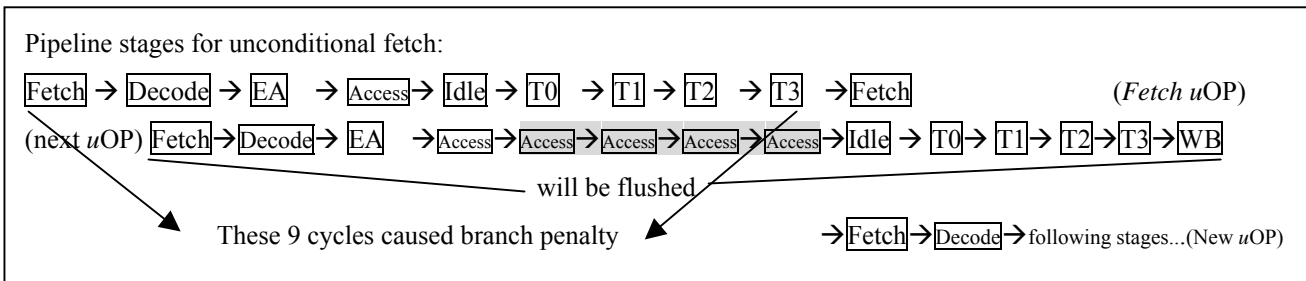 Pipeline stages for unconditional fetch:
Fetch → Decode → EA → Access → Idle → T0 → T1 → T2 → T3 → Fetch (Fetch uOP)
(next uOP) Fetch → Decode → EA → Access → Access → Access → Access → Access → Idle → T0 → T1 → T2 → T3 → WB
will be flushed
These 9 cycles caused branch penalty → Fetch → Decode → following stages...(New uOP)